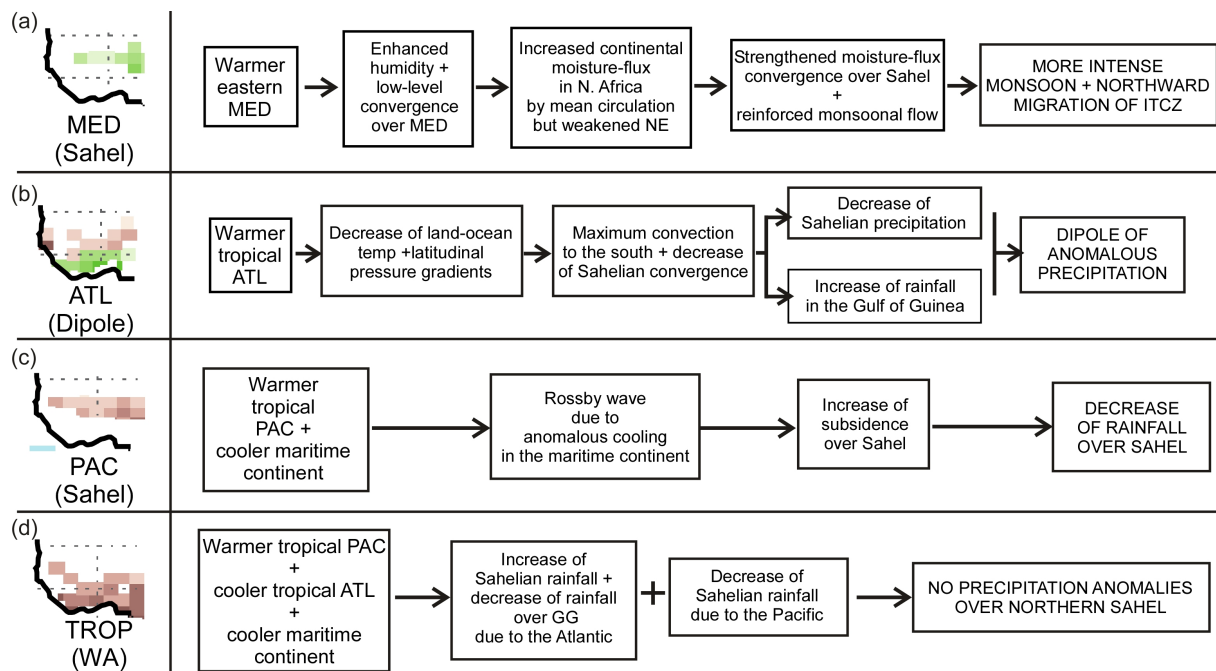 (a)
MED
(Sahel)
Warmer
eastern
MED
Enhanced
humidity +
low-level
convergence
over MED
Increased continental
moisture-flux
in N. Africa
by mean circulation
but weakened NE
Strengthened moisture-flux
convergence over Sahel
+
reinforced monsoonal flow
MORE INTENSE
MONSOON + NORTHWARD
MIGRATION OF ITCZ
(b)
ATL
(Dipole)
Warmer
tropical
ATL
Decrease of land-ocean
temp +latitudinal
pressure gradients
Maximum convection
to the south + decrease
of Sahelian convergence
Decrease of
Sahelian precipitation
Increase of rainfall
in the Gulf of Guinea
DIPOLE OF
ANOMALOUS
PRECIPITATION
(c)
PAC
(Sahel)
Warmer
tropical
PAC +
cooler maritime
continent
Rossby wave
due to
anomalous cooling
in the maritime continent
Increase of
subsidence
over Sahel
DECREASE
OF RAINFALL
OVER SAHEL
(d)
TROP
(WA)
Warmer tropical PAC
+
cooler tropical ATL
+
cooler maritime
continent
Increase of
Sahelian rainfall +
decrease of rainfall
over GG
due to the Atlantic
+
Decrease of
Sahelian rainfall
due to the Pacific
NO PRECIPITATION ANOMALIES
OVER NORTHERN SAHEL